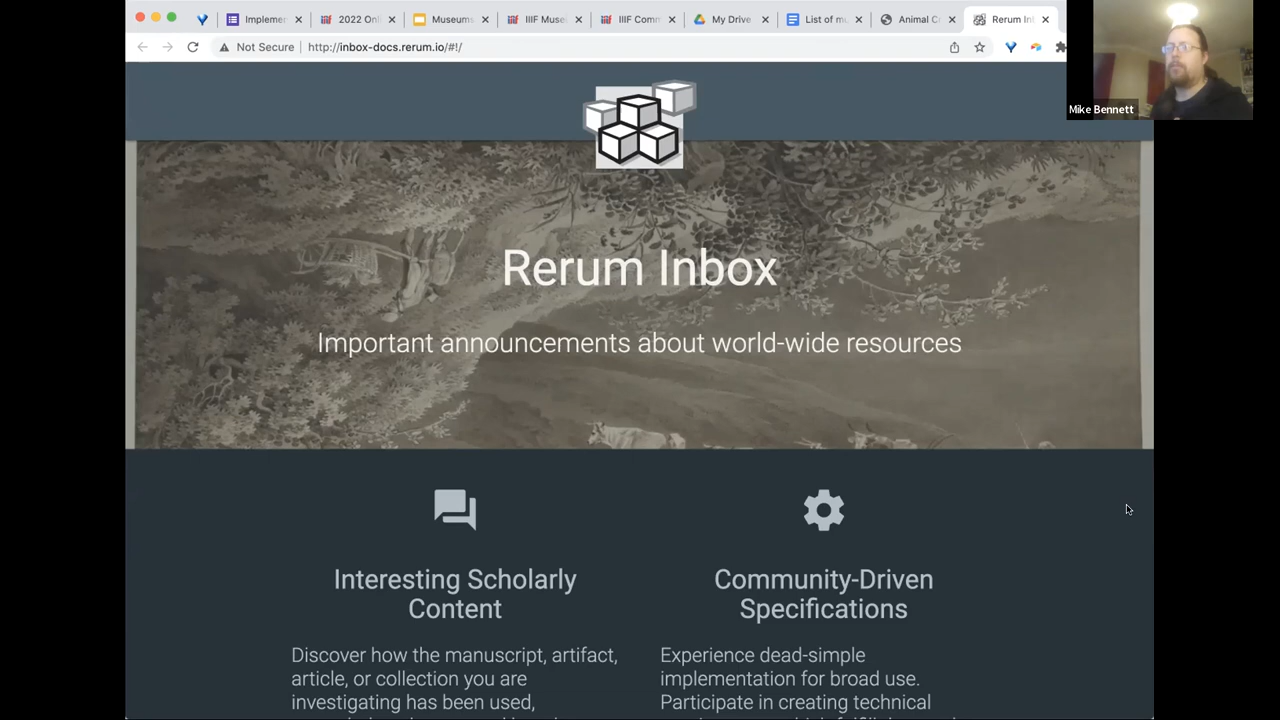 Implemen
2022 Onl
Museums
IIIF Muse
IIIF Comm
My Drive
List of mu
Animal C
Rerum In
Not Secure
http://inbox-docs.rerum.io/#!/
Mike Bennett
Rerum Inbox
Important announcements about world-wide resources
Interesting Scholarly
Content
Discover how the manuscript, artifact,
article, or collection you are
investigating has been used,
Community-Driven
Specifications
Experience dead-simple
implementation for broad use.
Participate in creating technical